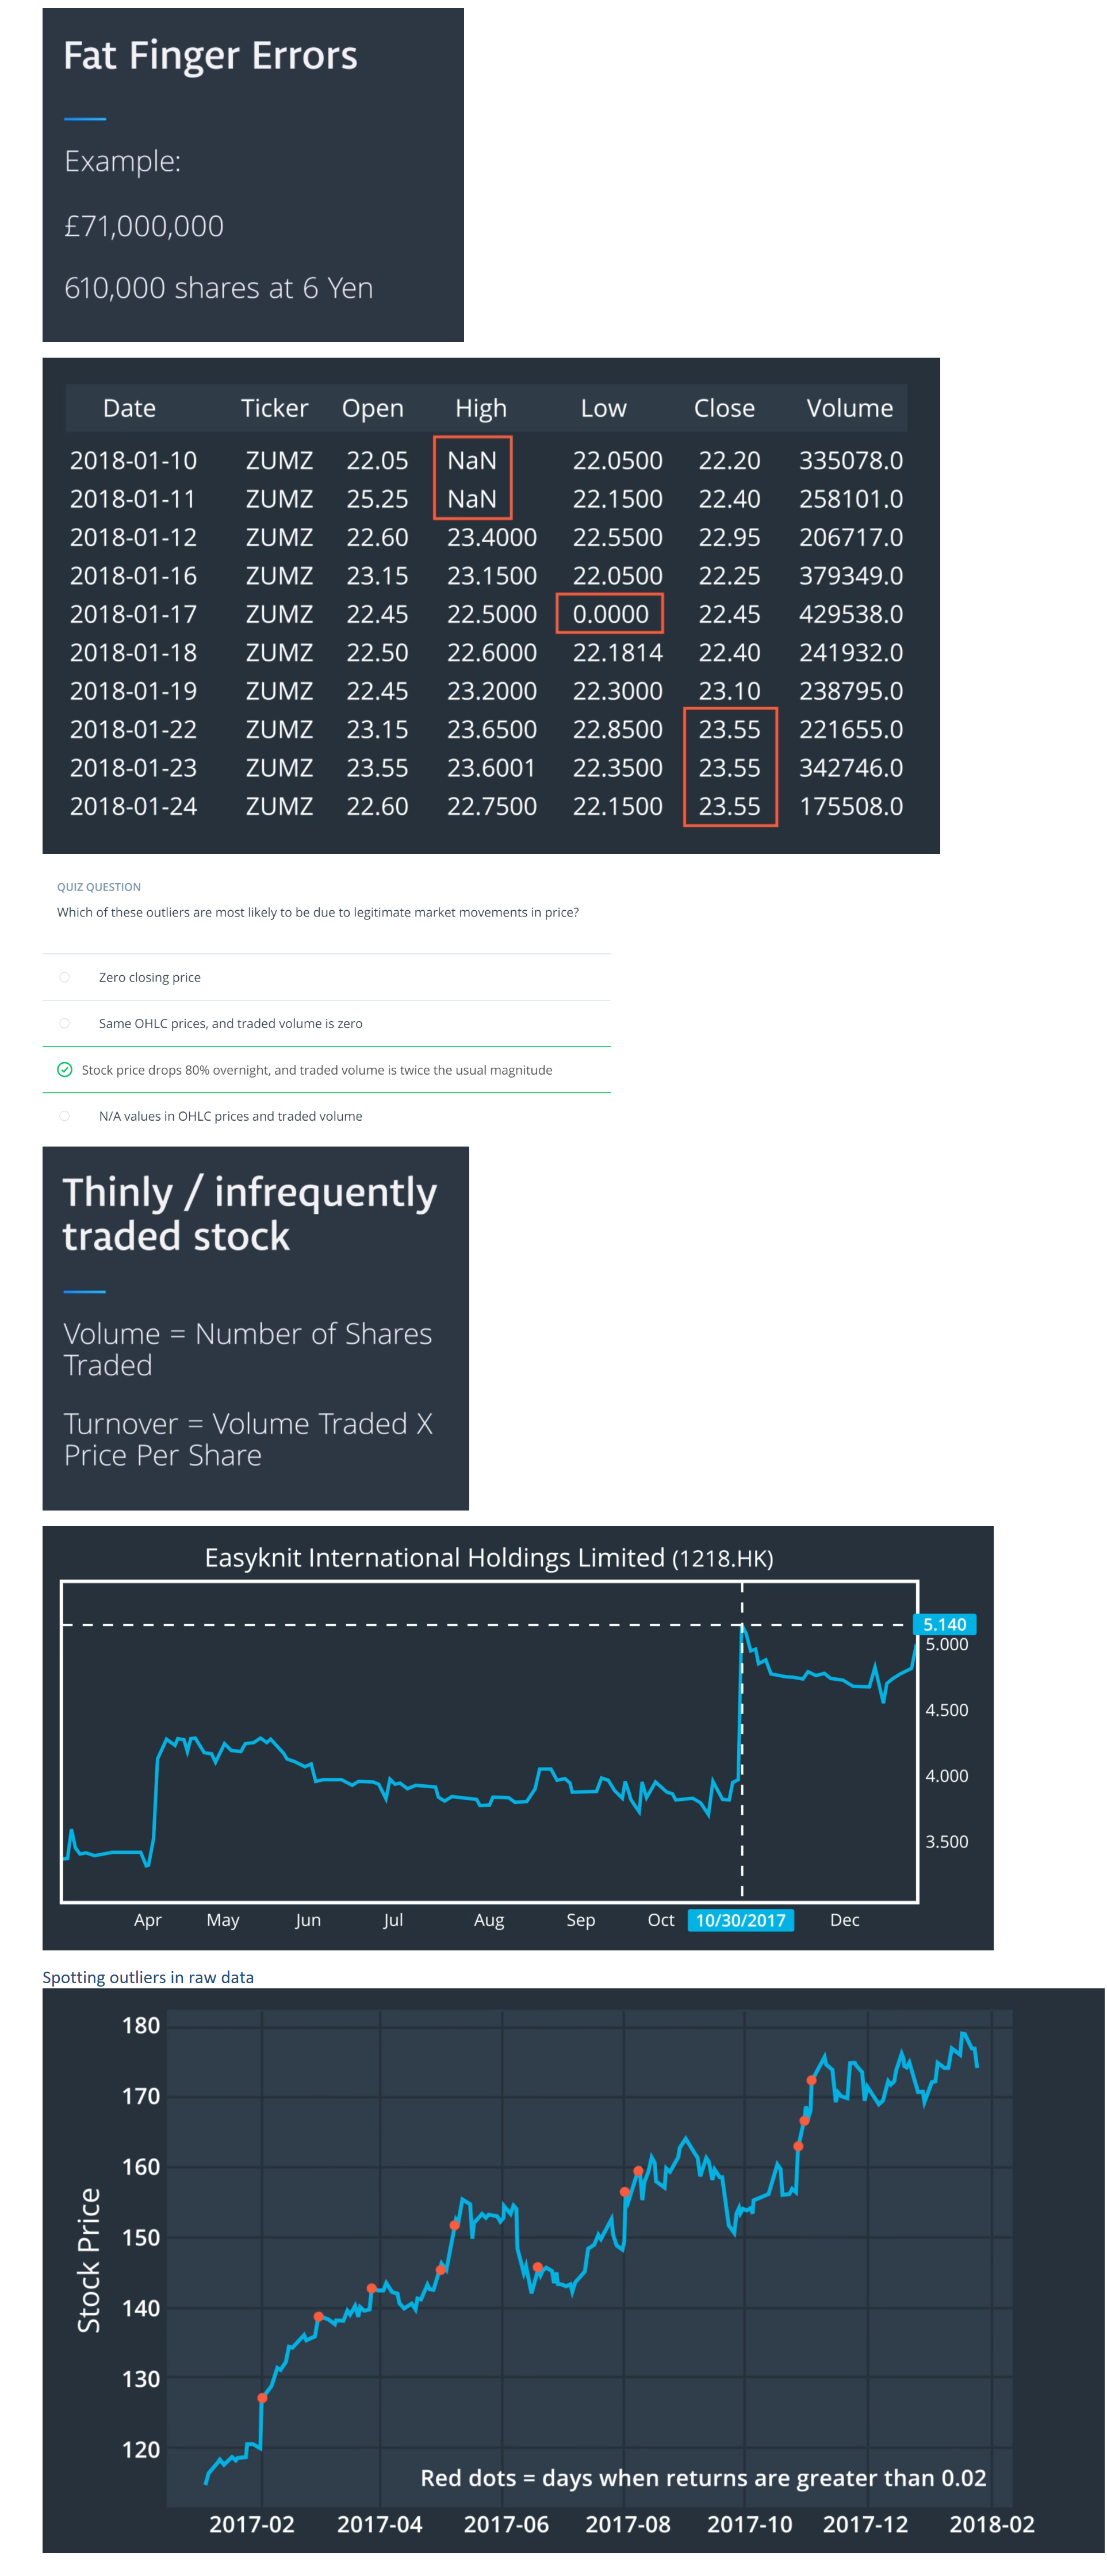 Fat Finger Errors
Example:
£71,000,000
610,000 shares at 6 Yen
Date Ticker Open High Low Close Volume
2018-01-10 ZUMZ 22.05 NaN 22.0500 22.20 335078.0
2018-01-11 ZUMZ 25.25 NaN 22.1500 22.40 258101.0
2018-01-12 ZUMZ 22.60 23.4000 22.5500 22.95 206717.0
2018-01-16 ZUMZ 23.15 23.1500 22.0500 22.25 379349.0
2018-01-17 ZUMZ 22.45 22.5000 0.0000 22.45 429538.0
2018-01-18 ZUMZ 22.50 22.6000 22.1814 22.40 241932.0
2018-01-19 ZUMZ 22.45 23.2000 22.3000 23.10 238795.0
2018-01-22 ZUMZ 23.15 23.6500 22.8500 23.55 221655.0
2018-01-23 ZUMZ 23.55 23.6001 22.3500 23.55 342746.0
2018-01-24 ZUMZ 22.60 22.7500 22.1500 23.55 175508.0
QUIZ QUESTION
Which of these outliers are most likely to be due to legitimate market movements in price?
Zero closing price
Same OHLC prices, and traded volume is zero
Stock price drops 80% overnight, and traded volume is twice the usual magnitude
N/A values in OHLC prices and traded volume
Thinly / infrequently
traded stock
Volume = Number of Shares
Traded
Turnover = Volume Traded X
Price Per Share
Easyknit International Holdings Limited (1218.HK)
5.140
5.000
4.500
4.000
3.500
Apr May Jun Jul Aug Sep Oct 10/30/2017 Dec
Spotting outliers in raw data
180
170
160
150
140
130
120
Stock Price
Red dots = days when returns are greater than 0.02
2017-02 2017-04 2017-06 2017-08 2017-10 2017-12 2018-02